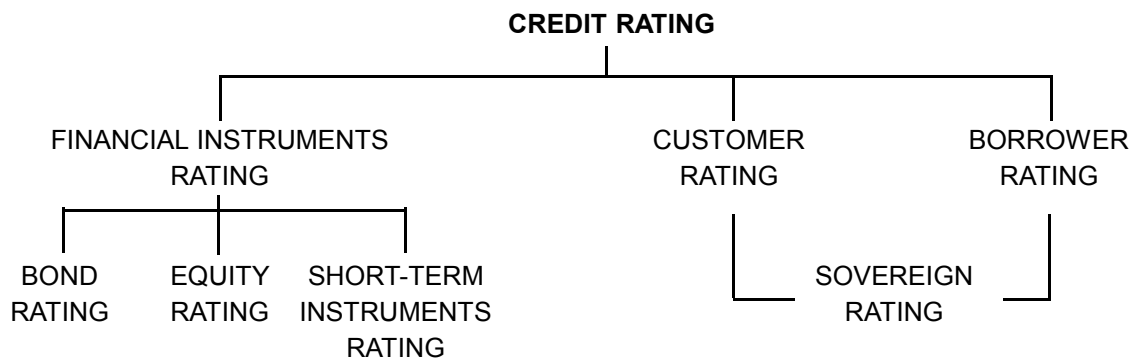 CREDIT RATING
FINANCIAL INSTRUMENTS
RATING
CUSTOMER
RATING
BORROWER
RATING
BOND
RATING
EQUITY
RATING
SHORT-TERM
INSTRUMENTS
RATING
SOVEREIGN
RATING